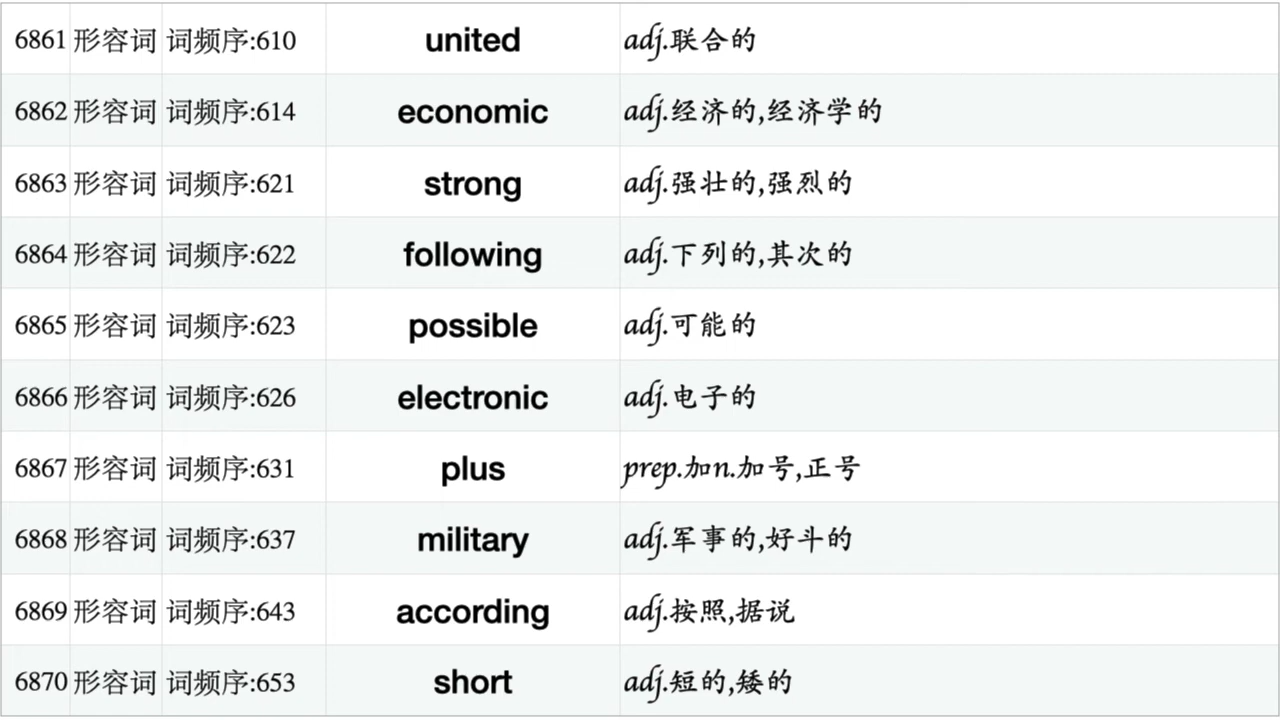 6861 形容词 词频序:610 united adj.联合的
6862 形容词 词频序:614 economic adj.经济的,经济学的
6863 形容词 词频序:621 strong adj.强壮的,强烈的
6864 形容词 词频序:622 following adj.下列的,其次的
6865 形容词 词频序:623 possible adj.可能的
6866 形容词 词频序:626 electronic adj.电子的
6867 形容词 词频序:631 plus prep.加n.加号,正号
6868 形容词 词频序:637 military adj.军事的,好斗的
6869 形容词 词频序:643 according adj.按照,据说
6870 形容词 词频序:653 short adj.短的,矮的